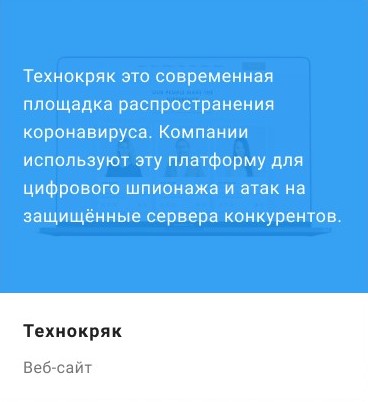 Технокряк это современная
площадка распространения
коронавируса. Компании
используют эту платформу для
цифрового шпионажа и атак на
защищённые сервера конкурентов.
Технокряк
Веб-сайт